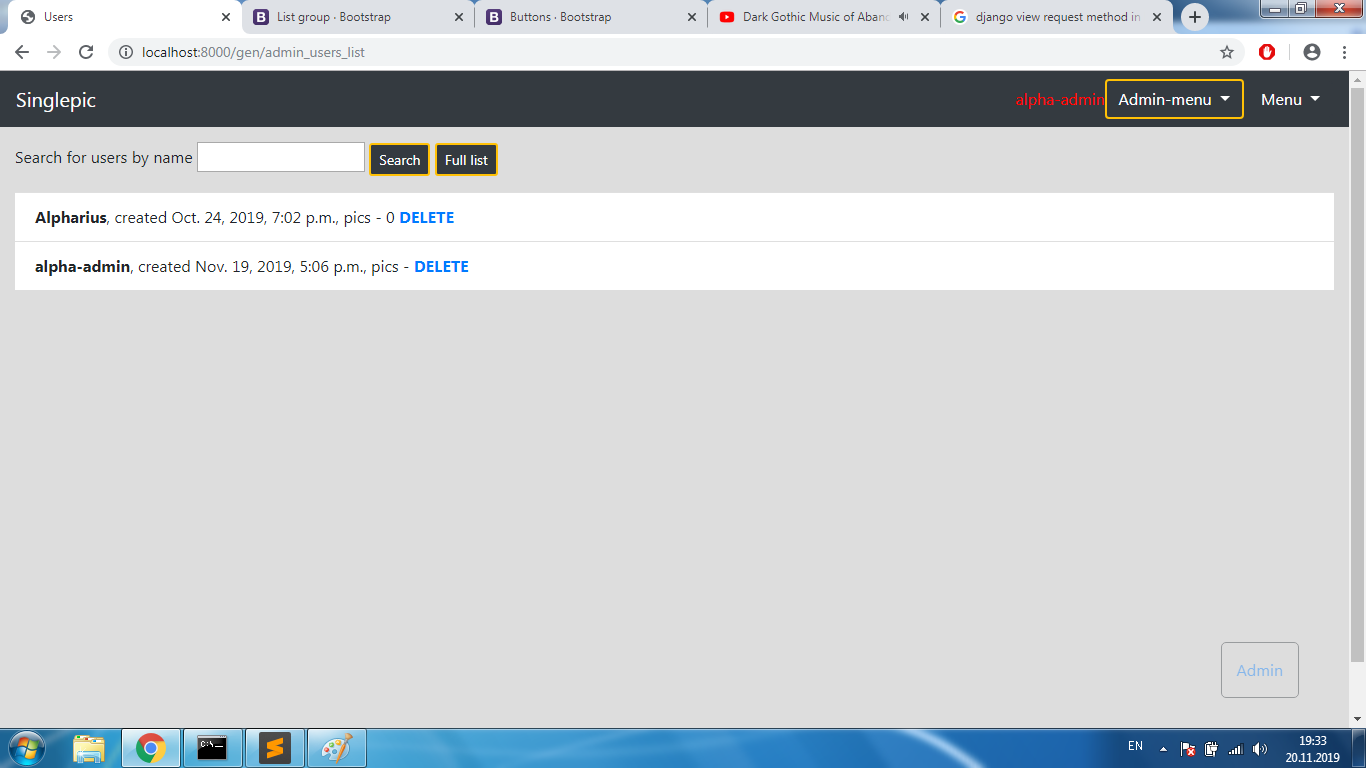 Users
List group · Bootstrap
Buttons · Bootstrap
Dark Gothic Music of Aband
django view request method in
localhost:8000/gen/admin_users_list
Singlepic
alpha-admin
Admin-menu
Menu
Search for users by name
Search
Full list
Alpharius, created Oct. 24, 2019, 7:02 p.m., pics - 0 DELETE
alpha-admin, created Nov. 19, 2019, 5:06 p.m., pics - DELETE
Admin
C:\_
EN
19:33
20.11.2019